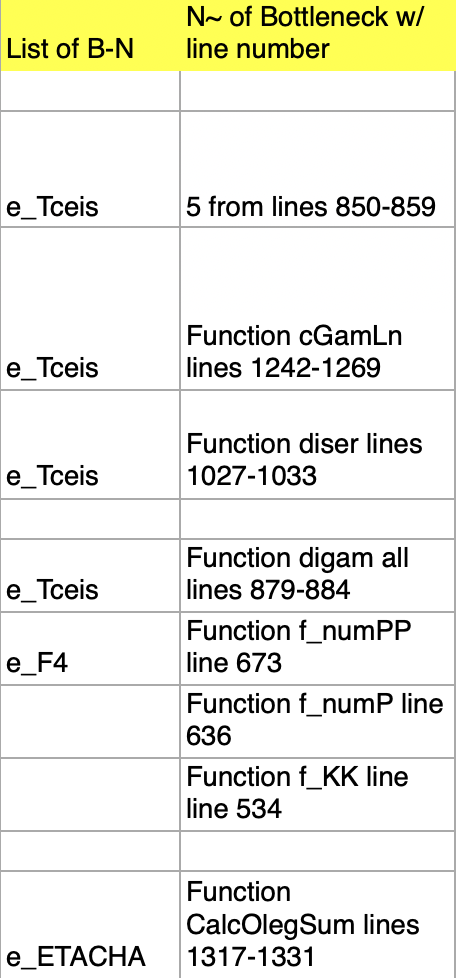 List of B-N
N~ of Bottleneck w/
line number
e_Tceis
5 from lines 850-859
e_Tceis
Function cGamLn
lines 1242-1269
e_Tceis
Function diser lines
1027-1033
e_Tceis
Function digam all
lines 879-884
e_F4
Function f_numPP
line 673
Function f_numP line
636
Function f_KK line
line 534
e_ETACHA
Function
CalcOlegSum lines
1317-1331